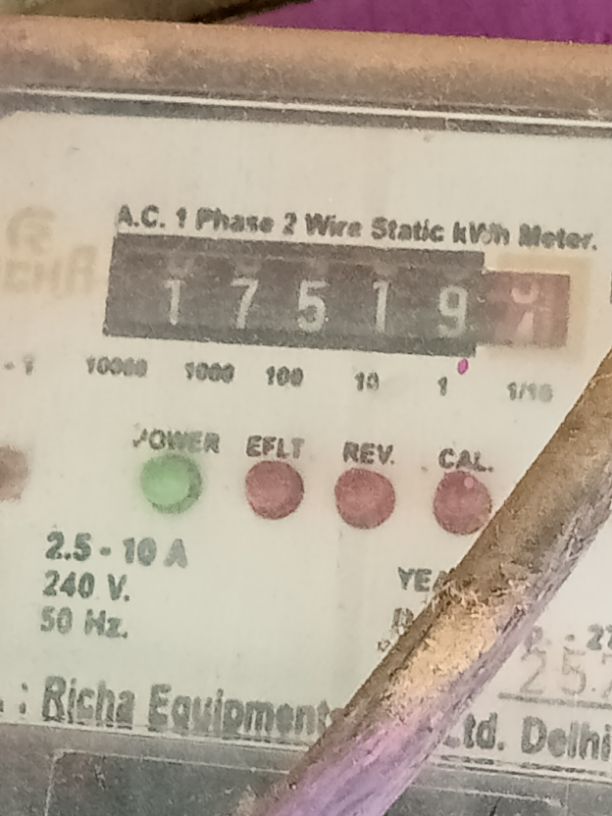 A.C. 1 Phase 2 Wire Static kWh Meter.
1 7 5 1 9
10000 1000 100 10 1 1/10
POWER EFLT REV. CAL.
2.5 - 10 A
240 V.
50 Hz.
: Richa Equipments Ltd. Delhi